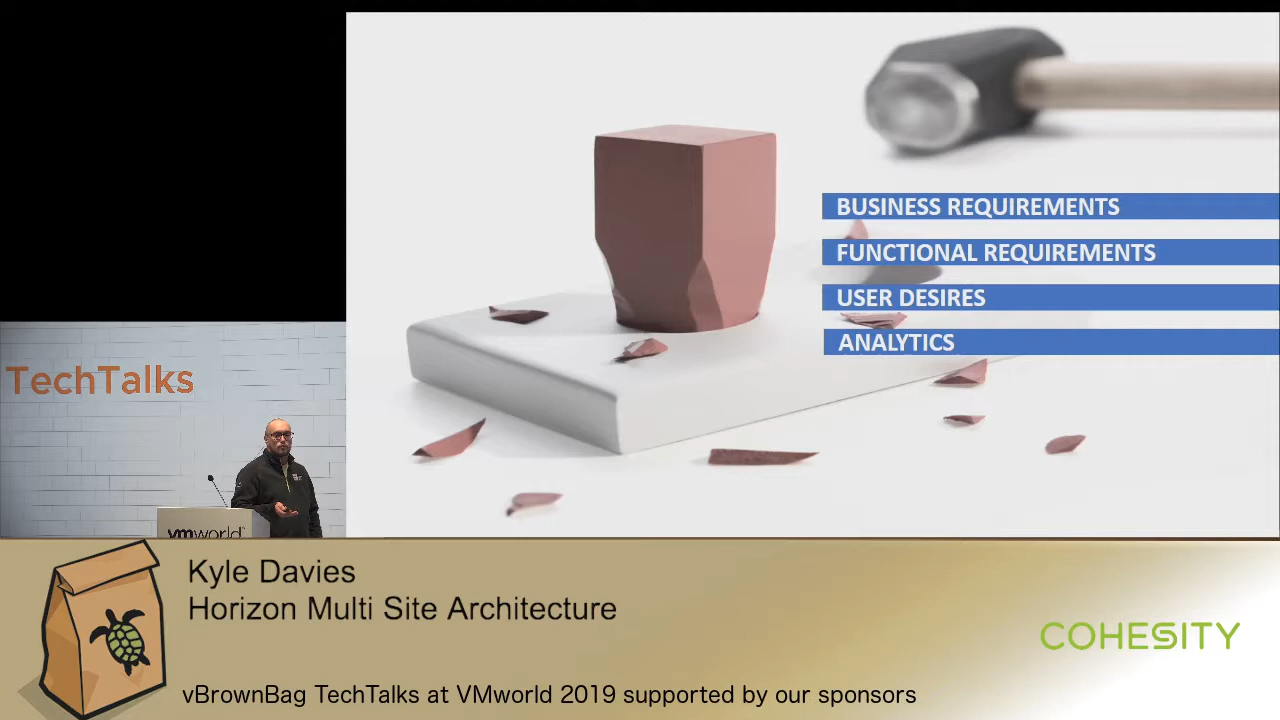 BUSINESS REQUIREMENTS
FUNCTIONAL REQUIREMENTS
USER DESIRES
ANALYTICS
TechTalks
vmworld
Kyle Davies
Horizon Multi Site Architecture
COHESITY
vBrownBag TechTalks at VMworld 2019 supported by our sponsors